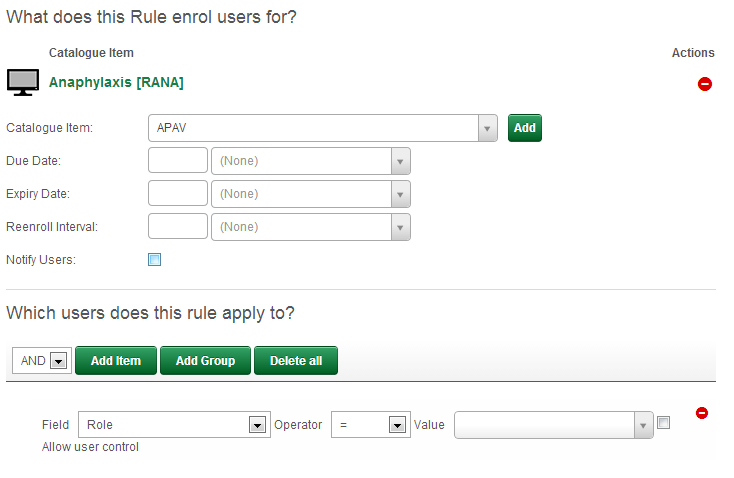 What does this Rule enrol users for?
Catalogue Item Actions
Anaphylaxis [RANA]
Catalogue Item: APAV Add
Due Date: (None)
Expiry Date: (None)
Reenroll Interval: (None)
Notify Users:
Which users does this rule apply to?
AND Add Item Add Group Delete all
Field Role Operator = Value
Allow user control